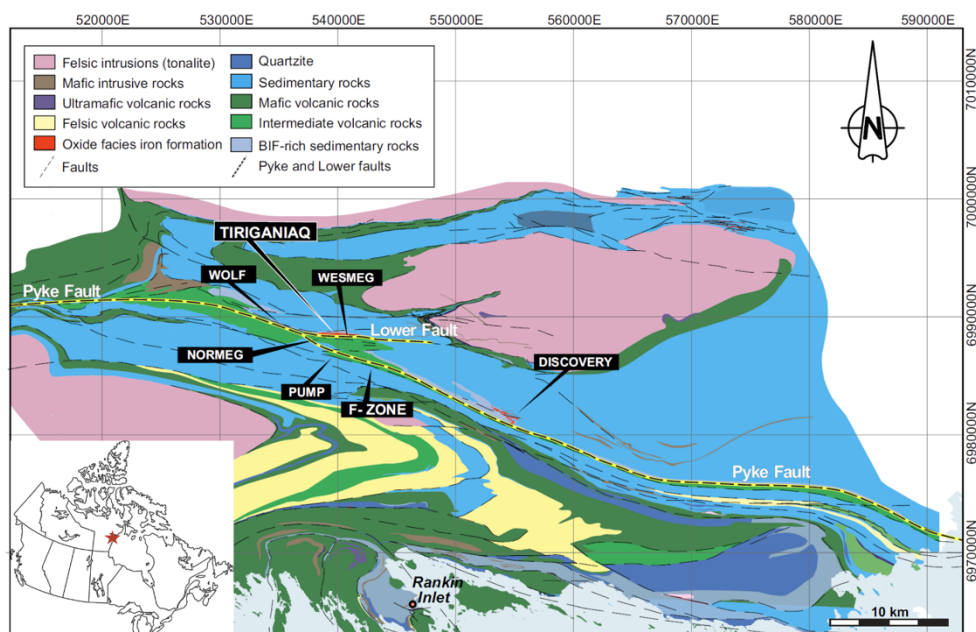 520000E 530000E 540000E 550000E 560000E 570000E 580000E 590000E
Felsic intrusions (tonalite)
Mafic intrusive rocks
Ultramafic volcanic rocks
Felsic volcanic rocks
Oxide facies iron formation
Faults
Quartzite
Sedimentary rocks
Mafic volcanic rocks
Intermediate volcanic rocks
BIF-rich sedimentary rocks
Pyke and Lower faults
7010000N
N
7000000N
TIRIGANIAQ
WOLF
WESMEG
Pyke Fault
Lower Fault
6990000N
NORMEG
DISCOVERY
PUMP
F-ZONE
6980000N
Pyke Fault
6970000N
Rankin
Inlet
10 km